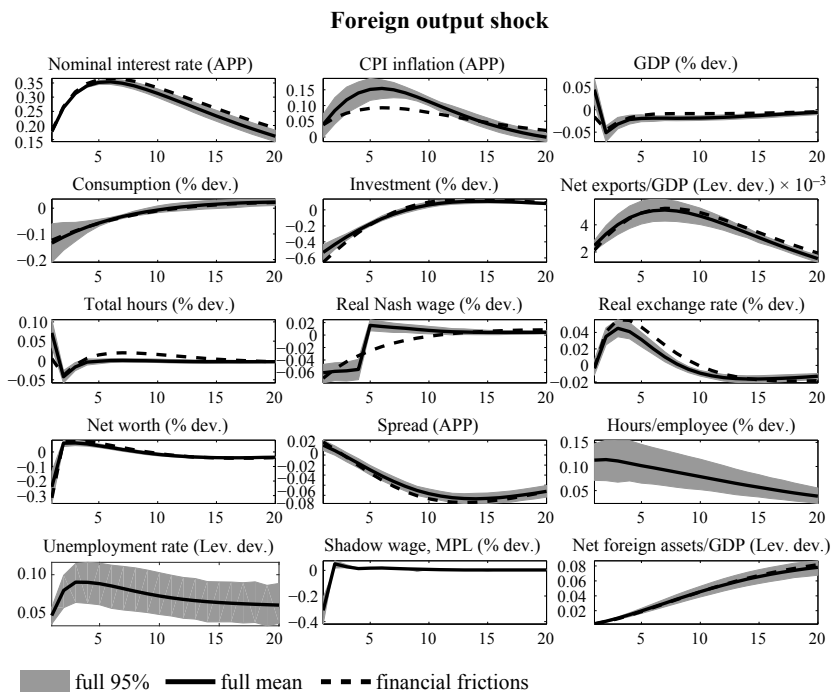 Foreign output shock
Nominal interest rate (APP) CPI inflation (APP) GDP (% dev.)
0.35
0.30
0.25
0.20
0.15
5 10 15 20
0.15
0.10
0.05
0
5 10 15 20
0.05
0
−0.05
5 10 15 20
Consumption (% dev.) Investment (% dev.) Net exports/GDP (Lev. dev.) × 10⁻³
0
−0.1
−0.2
5 10 15 20
0
−0.2
−0.4
−0.6
5 10 15 20
4
2
5 10 15 20
Total hours (% dev.) Real Nash wage (% dev.) Real exchange rate (% dev.)
0.10
0.05
0
−0.05
5 10 15 20
0.02
0
−0.04
−0.06
5 10 15 20
0.04
0.02
0
−0.02
5 10 15 20
Net worth (% dev.) Spread (APP) Hours/employee (% dev.)
0
−0.1
−0.2
−0.3
5 10 15 20
0.02
0
−0.02
−0.04
−0.06
−0.08
5 10 15 20
0.15
0.10
0.05
5 10 15 20
Unemployment rate (Lev. dev.) Shadow wage, MPL (% dev.) Net foreign assets/GDP (Lev. dev.)
0.10
0.05
5 10 15 20
0
−0.2
−0.4
5 10 15 20
0.08
0.06
0.04
0.02
5 10 15 20
full 95% full mean financial frictions